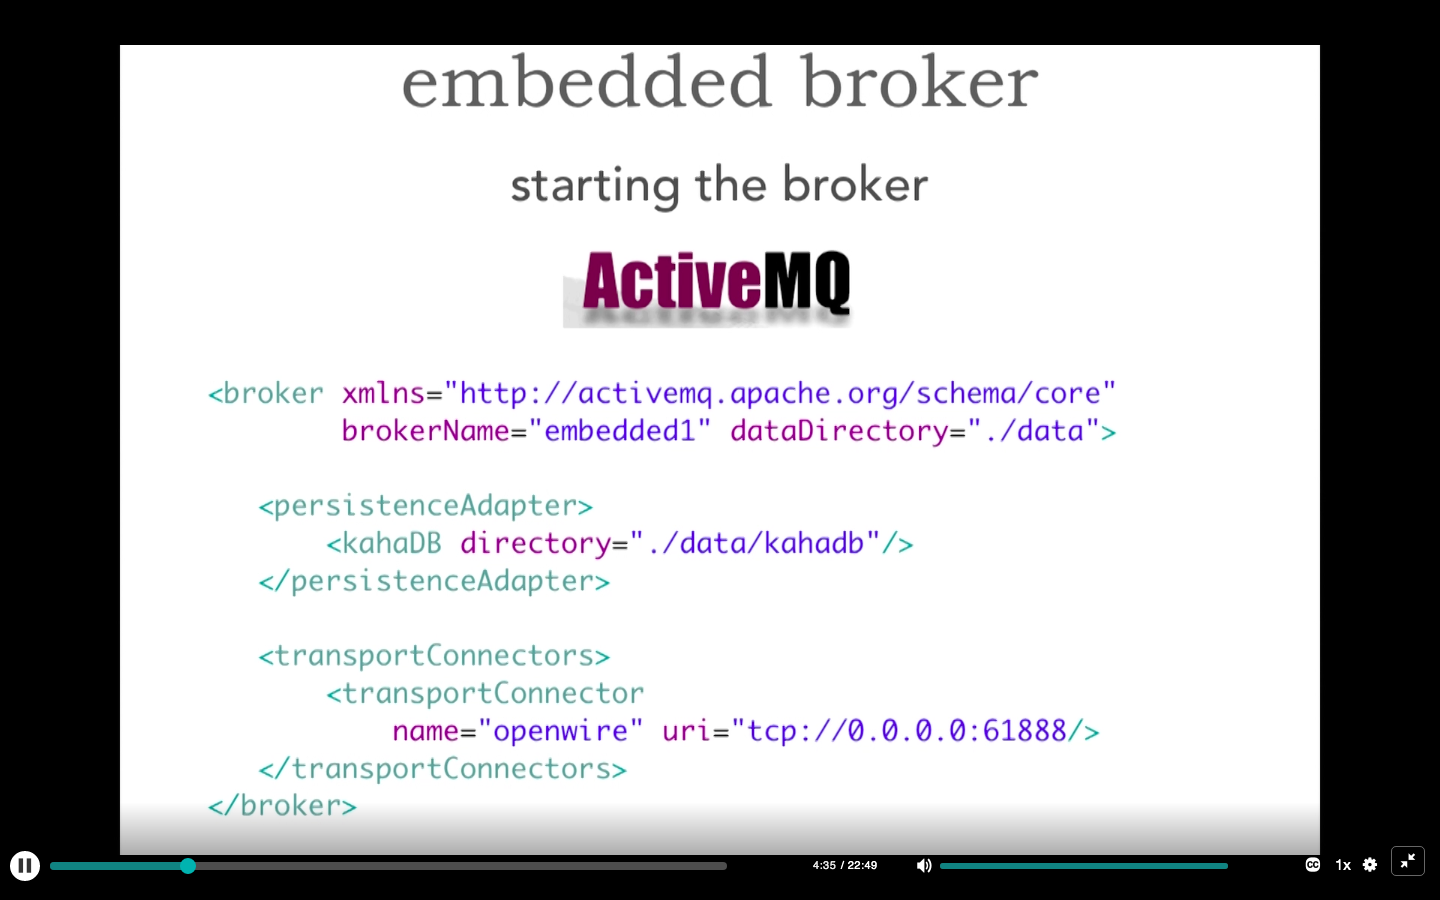 embedded broker
starting the broker
ActiveMQ
<broker xmlns="http://activemq.apache.org/schema/core"
brokerName="embedded1" dataDirectory="./data">
<persistenceAdapter>
<kahaDB directory="./data/kahadb"/>
</persistenceAdapter>
<transportConnectors>
<transportConnector
name="openwire" uri="tcp://0.0.0.0:61888/>
</transportConnectors>
</broker>
4:35 / 22:49
CC
1x